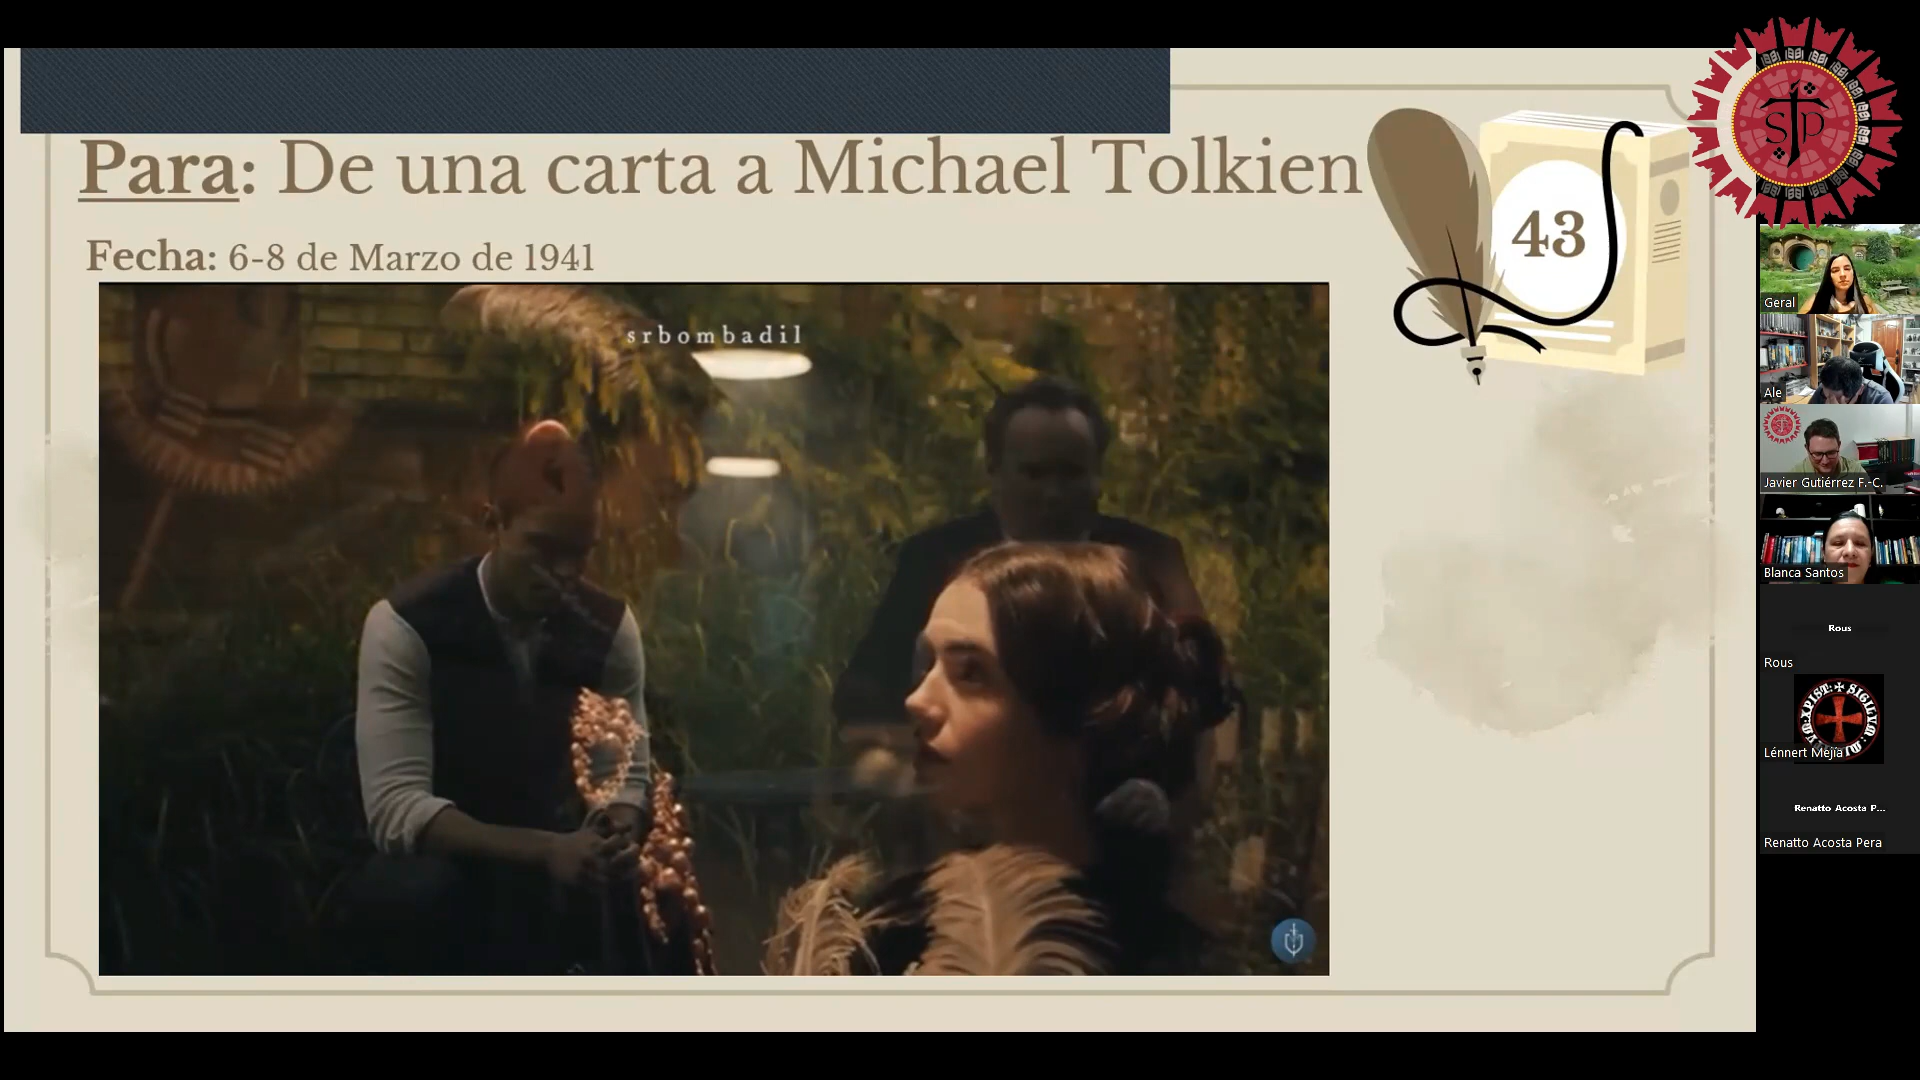 Para: De una carta a Michael Tolkien
Fecha: 6-8 de Marzo de 1941
43
srbombadil
Geral
Ale
Javier Gutiérrez F.-C.
Blanca Santos
Rous
Rous
Lénnert Mejía
Renatto Acosta P...
Renatto Acosta Pera